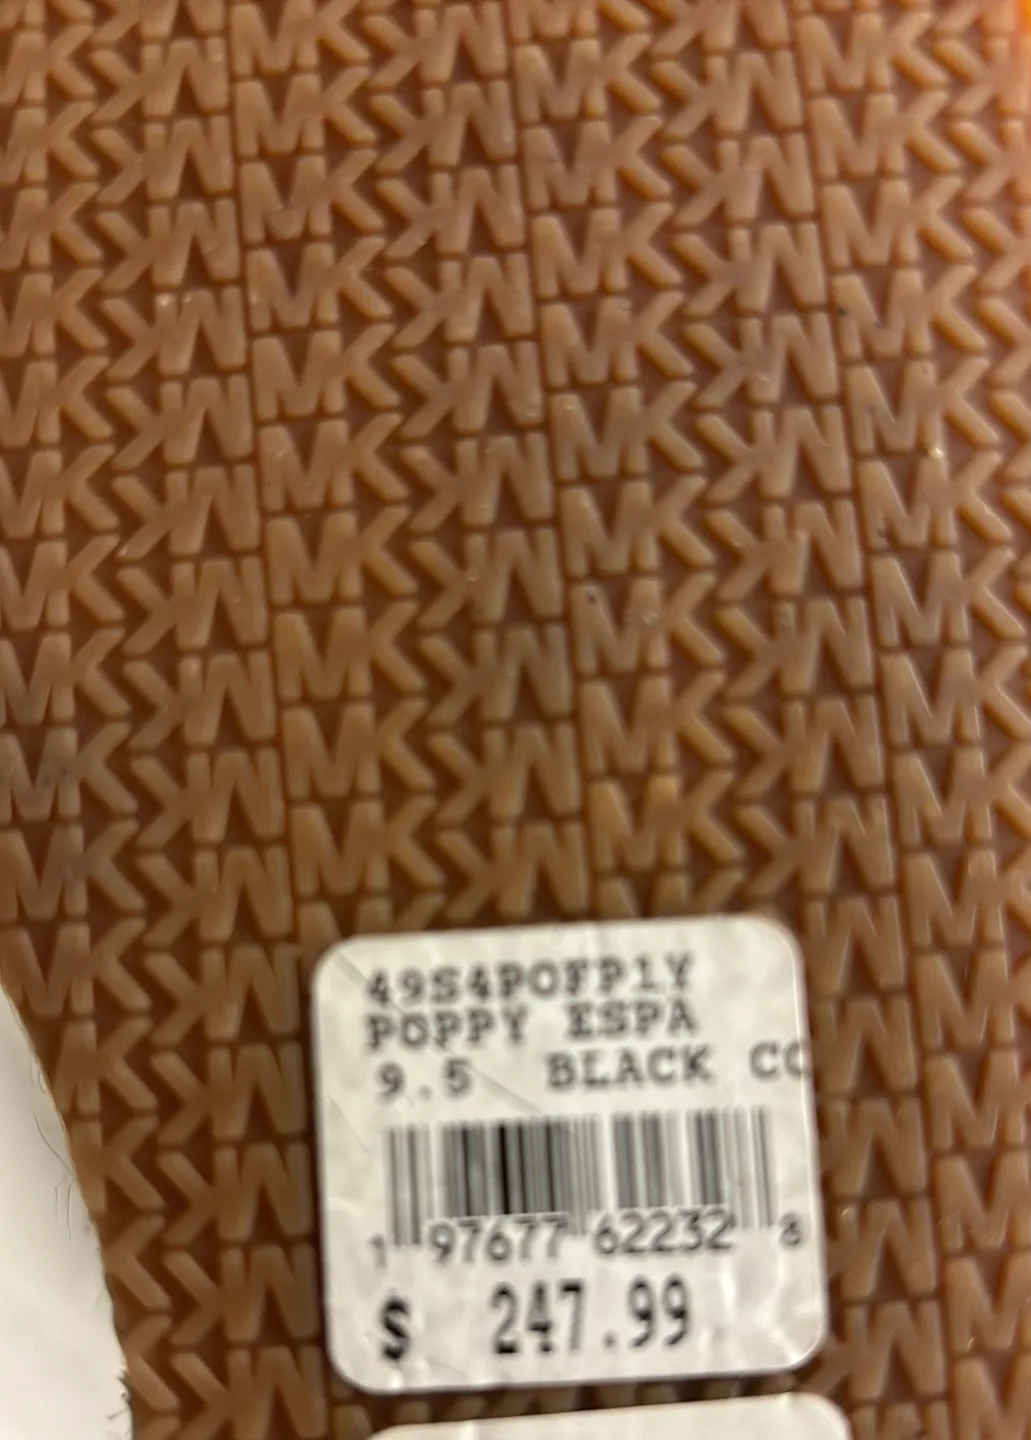 49S4POFP1Y
POPPY ESPA
9.5 BLACK CO
1 97677 62232 8
$ 247.99